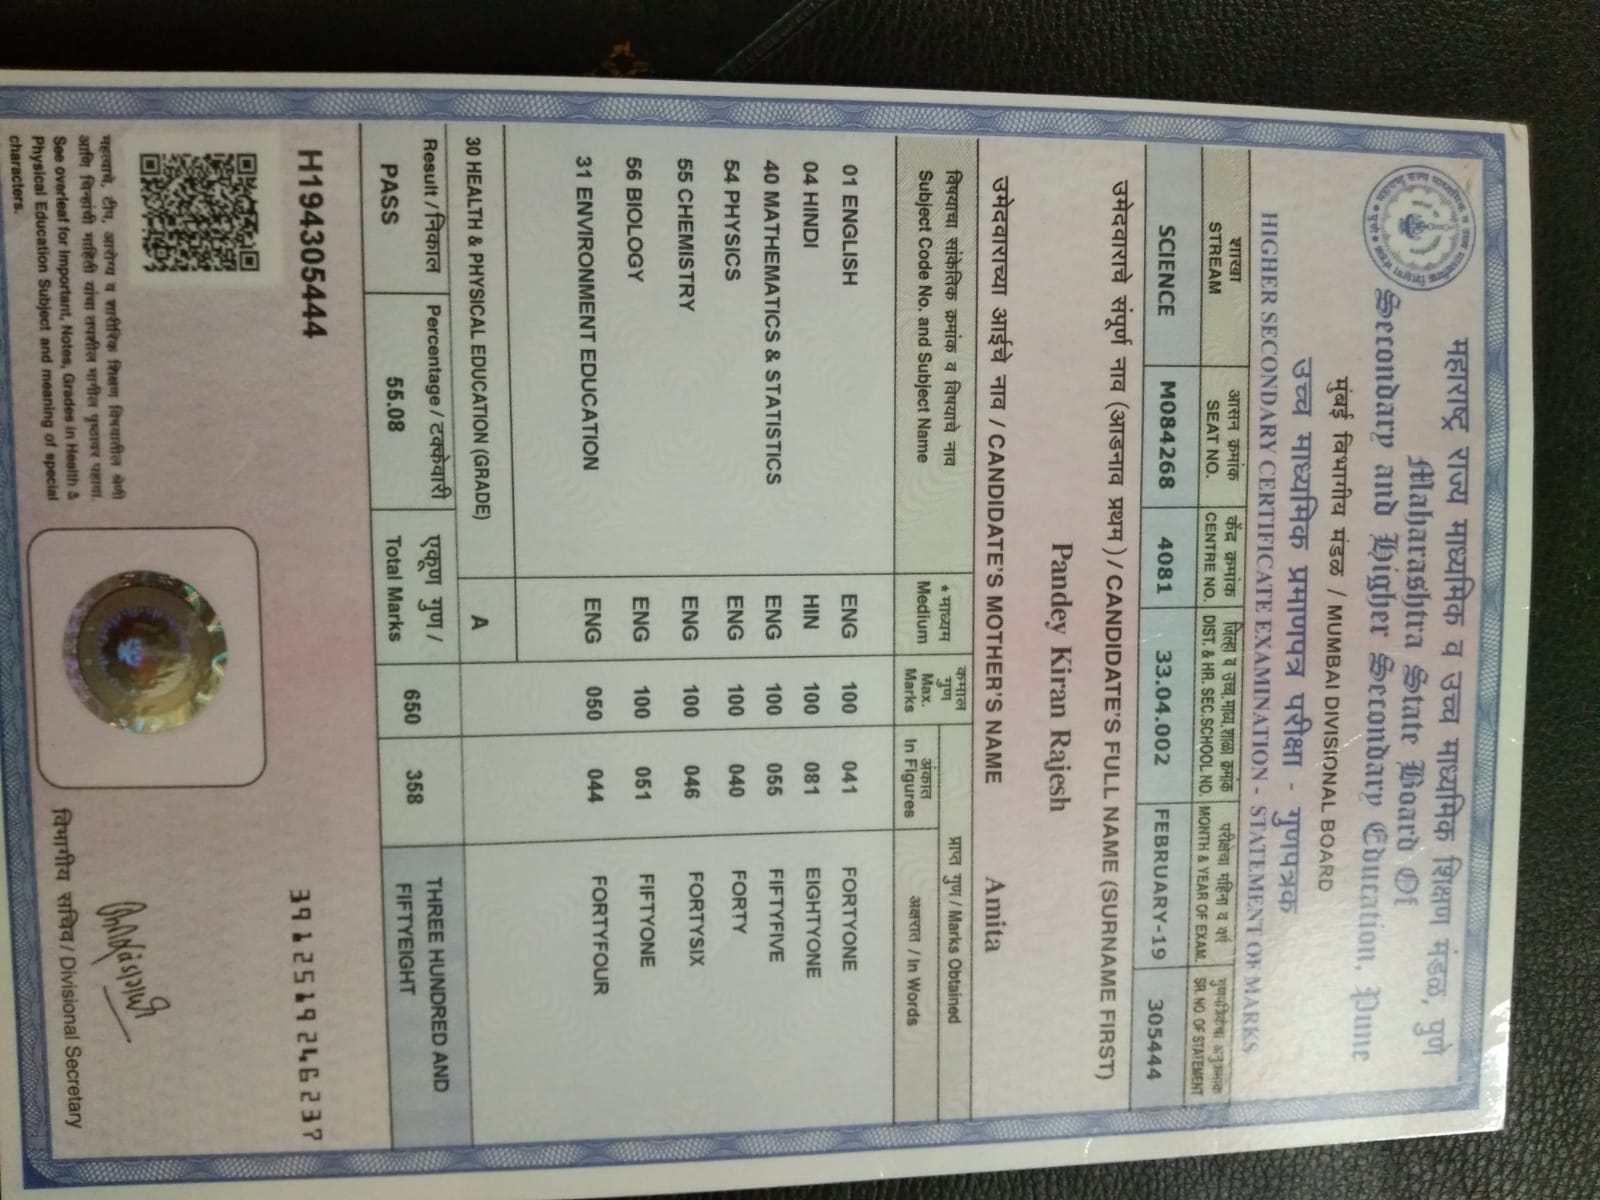 महाराष्ट्र राज्य माध्यमिक व उच्च माध्यमिक शिक्षण मंडळ, पुणे
Maharashtra State Board Of
Secondary and Higher Secondary Education, Pune
मुंबई विभागीय मंडळ / MUMBAI DIVISIONAL BOARD
उच्च माध्यमिक प्रमाणपत्र परीक्षा - गुणपत्रक
HIGHER SECONDARY CERTIFICATE EXAMINATION - STATEMENT OF MARKS
शाखा आसन क्रमांक केंद्र क्रमांक जिल्हा व उच्च.माध्य.शाळा क्रमांक परीक्षेचा महिना व वर्ष गुणपत्रिकेचा अनुक्रमांक
STREAM SEAT NO. CENTRE NO. DIST. & HR. SEC.SCHOOL NO. MONTH & YEAR OF EXAM. SR. NO. OF STATEMENT
SCIENCE M084268 4081 33.04.002 FEBRUARY-19 305444
उमेदवाराचे संपूर्ण नाव (आडनाव प्रथम) / CANDIDATE'S FULL NAME (SURNAME FIRST)
Pandey Kiran Rajesh
उमेदवाराच्या आईचे नाव / CANDIDATE'S MOTHER'S NAME Amita
विषयाचा सांकेतिक क्रमांक व विषयाचे नाव
Subject Code No. and Subject Name
* माध्यम
Medium
कमाल
गुण
Max.
Marks
प्राप्त गुण / Marks Obtained
अंकात
In Figures
अक्षरात / In Words
01 ENGLISH ENG 100 041 FORTYONE
04 HINDI HIN 100 081 EIGHTYONE
40 MATHEMATICS & STATISTICS ENG 100 055 FIFTYFIVE
54 PHYSICS ENG 100 040 FORTY
55 CHEMISTRY ENG 100 046 FORTYSIX
56 BIOLOGY ENG 100 051 FIFTYONE
31 ENVIRONMENT EDUCATION ENG 050 044 FORTYFOUR
30 HEALTH & PHYSICAL EDUCATION (GRADE) A
Result / निकाल
PASS
Percentage / टक्केवारी
55.08
एकूण गुण /
Total Marks
650 358
THREE HUNDRED AND
FIFTYEIGHT
H194305444
3912519246237
महत्वाचे, टीप, आरोग्य व शारीरिक शिक्षण विषयातील श्रेणी
आणि चिन्हांची माहिती यांचा तपशील मागील पृष्ठावर पहावा.
See overleaf for Important, Notes, Grades in Health &
Physical Education Subject and meaning of special
characters.
विभागीय सचिव / Divisional Secretary